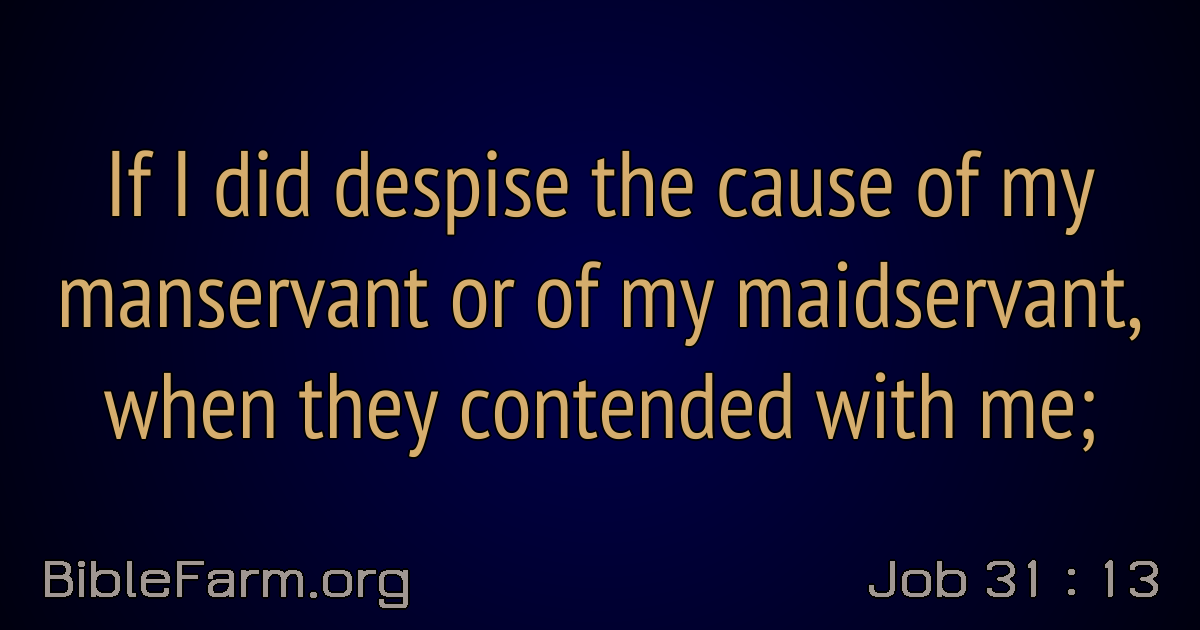 If I did despise the cause of my
manservant or of my maidservant,
when they contended with me;
BibleFarm.org
Job 31 : 13